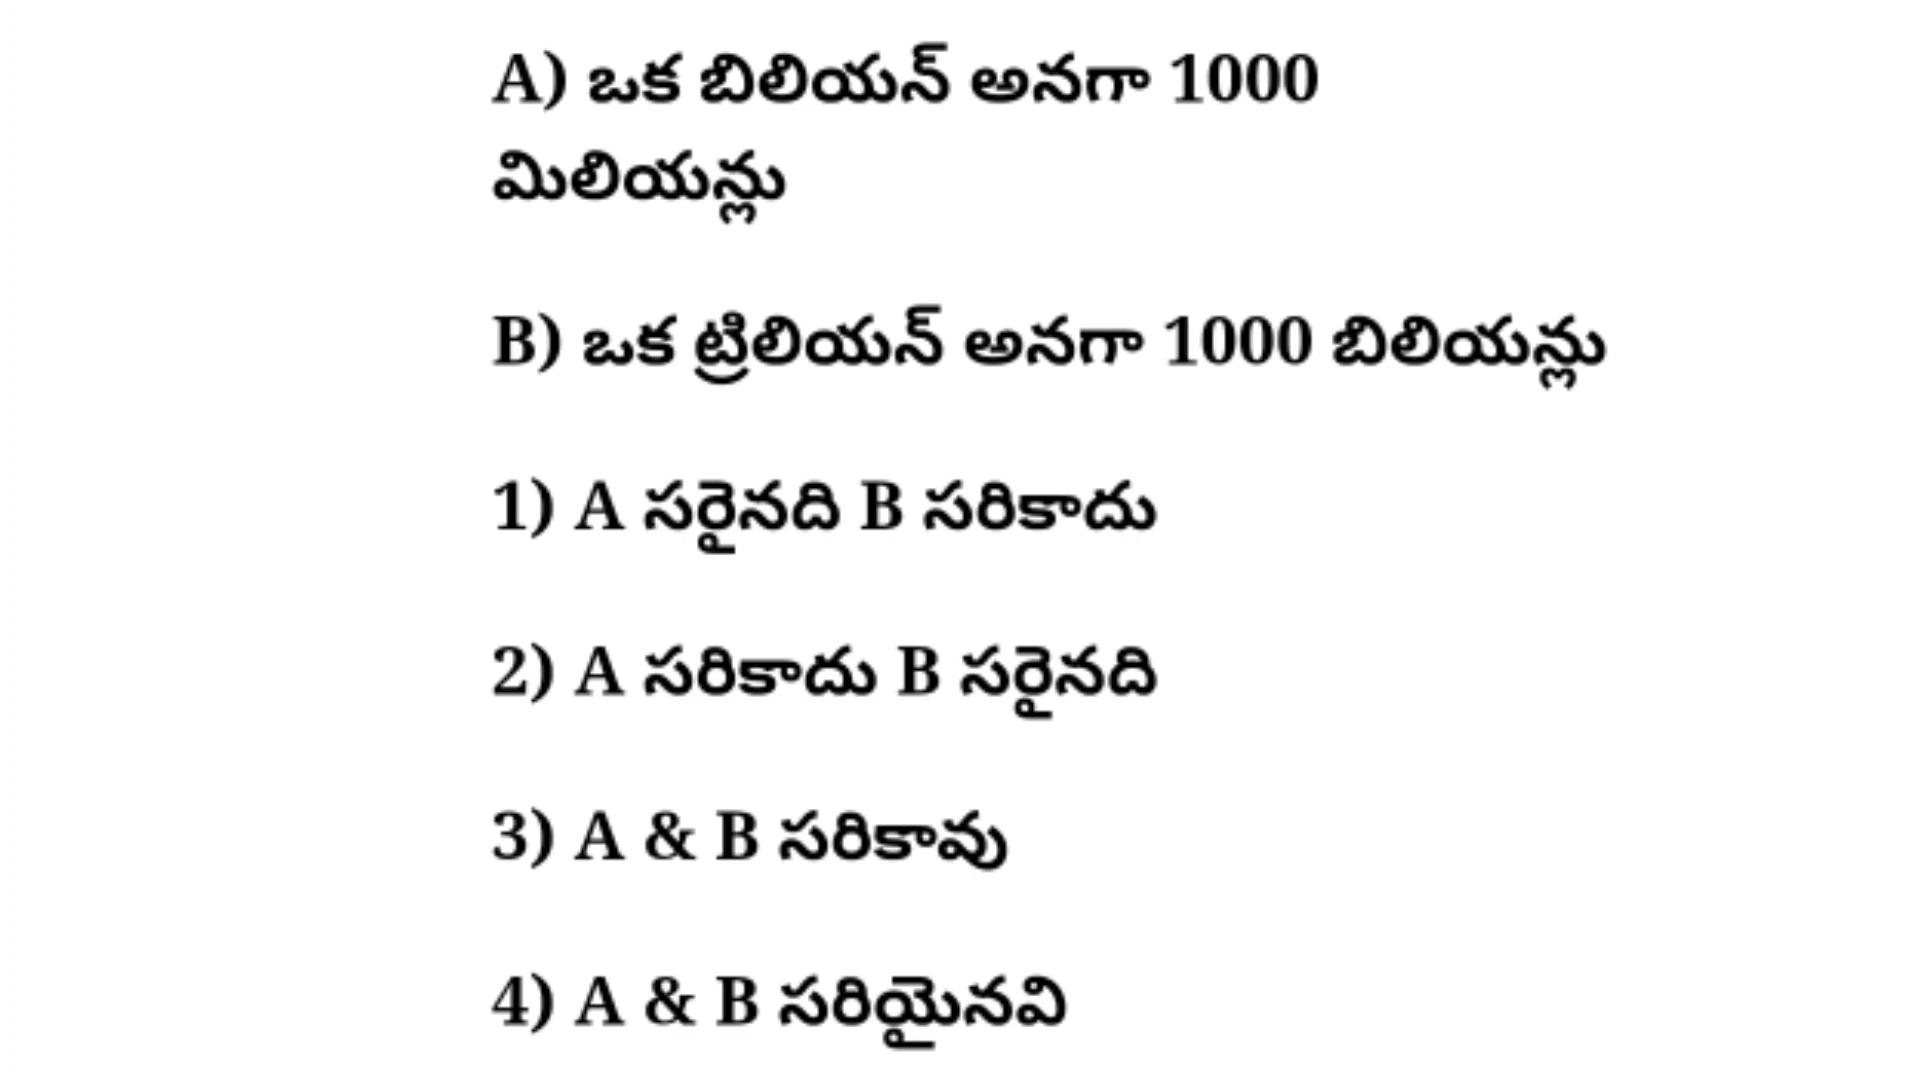 A) ఒక బిలియన్ అనగా 1000
మిలియన్లు
B) ఒక ట్రిలియన్ అనగా 1000 బిలియన్లు
1) A సరైనది B సరికాదు
2) A సరికాదు B సరైనది
3) A & B సరికావు
4) A & B సరియైనవి